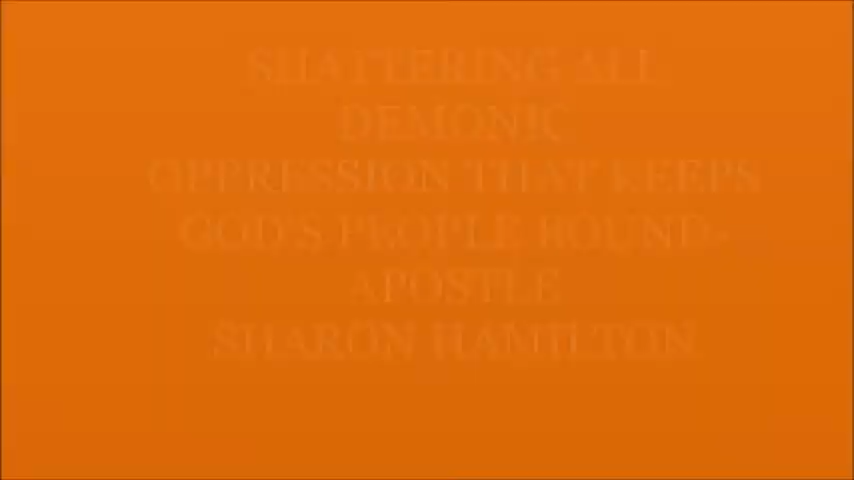 SHATTERING ALL
DEMONIC
OPPRESSION THAT KEEPS
GOD'S PEOPLE BOUND-
APOSTLE
SHARON HAMILTON